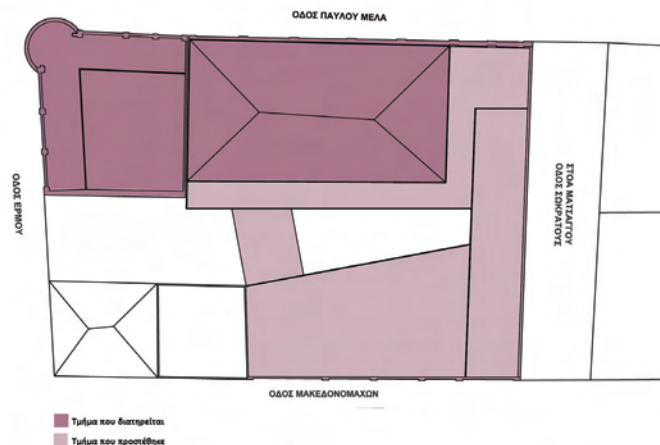 ΟΔΟΣ ΠΑΥΛΟΥ ΜΕΛΑ
ΟΔΟΣ ΕΡΜΟΥ
ΣΤΟΑ ΜΑΤΣΑΓΓΟΥ
ΟΔΟΣ ΣΩΚΡΑΤΟΥΣ
ΟΔΟΣ ΜΑΚΕΔΟΝΟΜΑΧΩΝ
Τμήμα που διατηρείται
Τμήμα που προστέθηκε